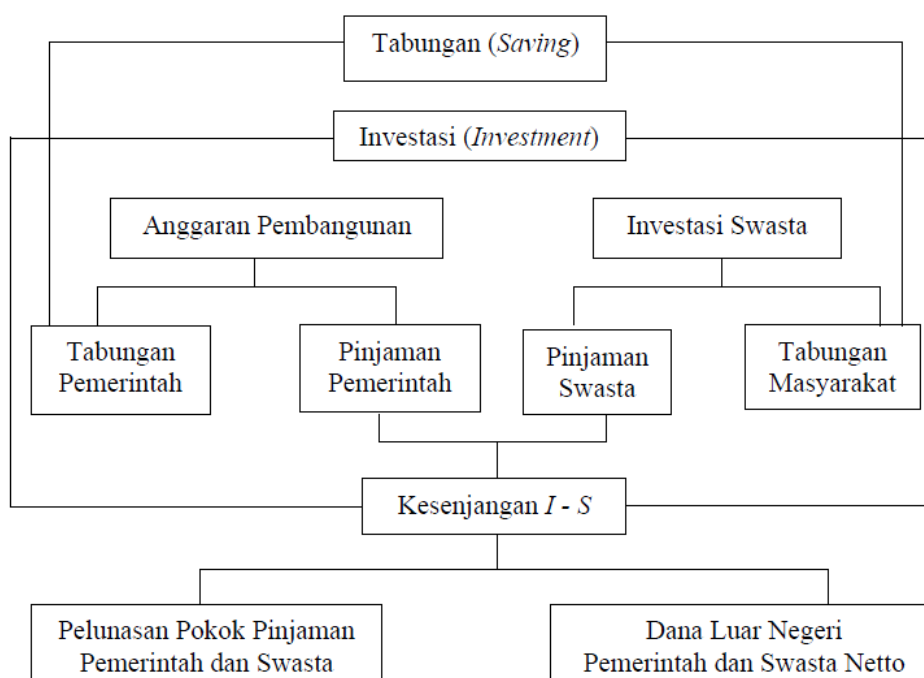 Tabungan (Saving)
Investasi (Investment)
Anggaran Pembangunan
Investasi Swasta
Tabungan
Pemerintah
Pinjaman
Pemerintah
Pinjaman
Swasta
Tabungan
Masyarakat
Kesenjangan I - S
Pelunasan Pokok Pinjaman
Pemerintah dan Swasta
Dana Luar Negeri
Pemerintah dan Swasta Netto